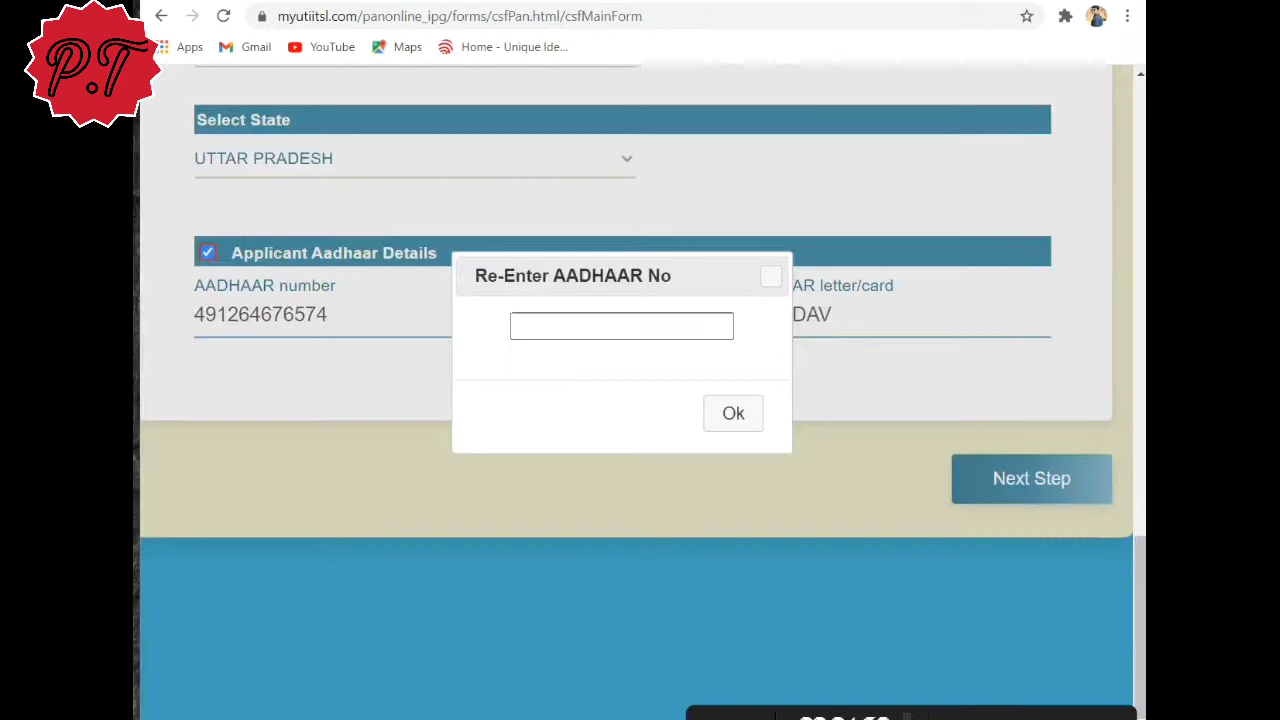 myutiitsl.com/panonline_ipg/forms/csfPan.html/csfMainForm
Apps Gmail YouTube Maps Home - Unique Ide...
P.T
Select State
UTTAR PRADESH
Applicant Aadhaar Details
AADHAAR number
AR letter/card
491264676574
DAV
Re-Enter AADHAAR No
Ok
Next Step